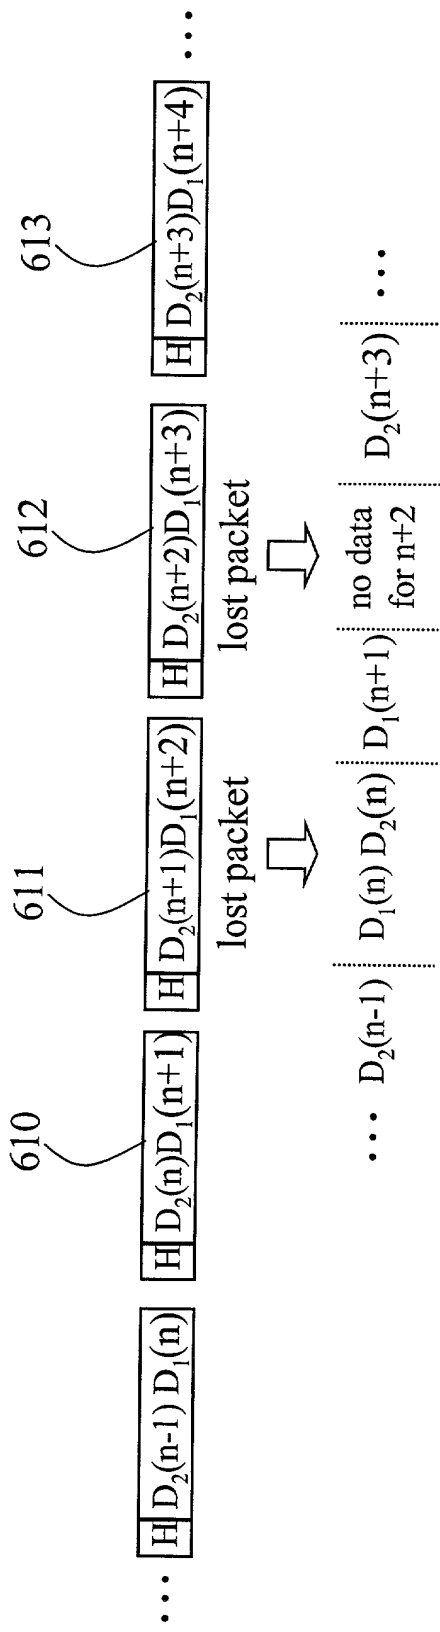 610 611 612 613
... H D₂(n-1) D₁(n) H D₂(n)D₁(n+1) H D₂(n+1)D₁(n+2) H D₂(n+2)D₁(n+3) H D₂(n+3)D₁(n+4) ...
lost packet lost packet
... D₂(n-1) D₁(n) D₂(n) D₁(n+1) no data D₂(n+3) ...
for n+2